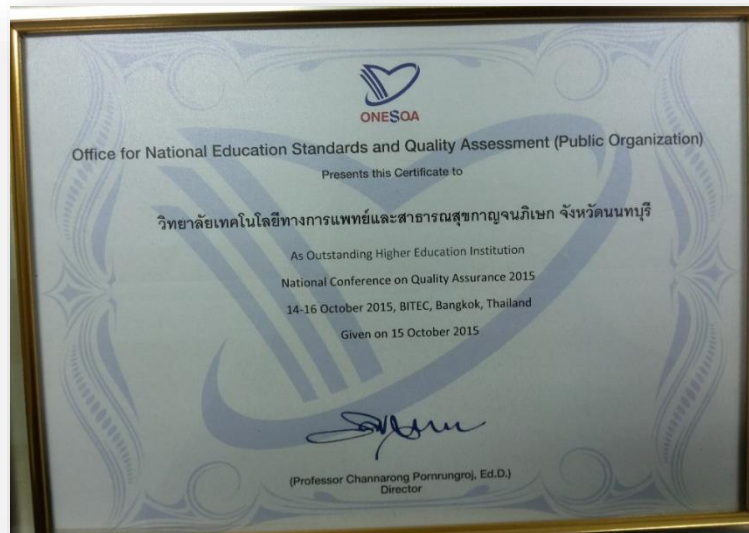 ONESQA
Office for National Education Standards and Quality Assessment (Public Organization)
Presents this Certificate to
วิทยาลัยเทคโนโลยีทางการแพทย์และสาธารณสุขกาญจนภิเษก จังหวัดนนทบุรี
As Outstanding Higher Education Institution
National Conference on Quality Assurance 2015
14-16 October 2015, BITEC, Bangkok, Thailand
Given on 15 October 2015
(Professor Channarong Pornrungroj, Ed.D.)
Director